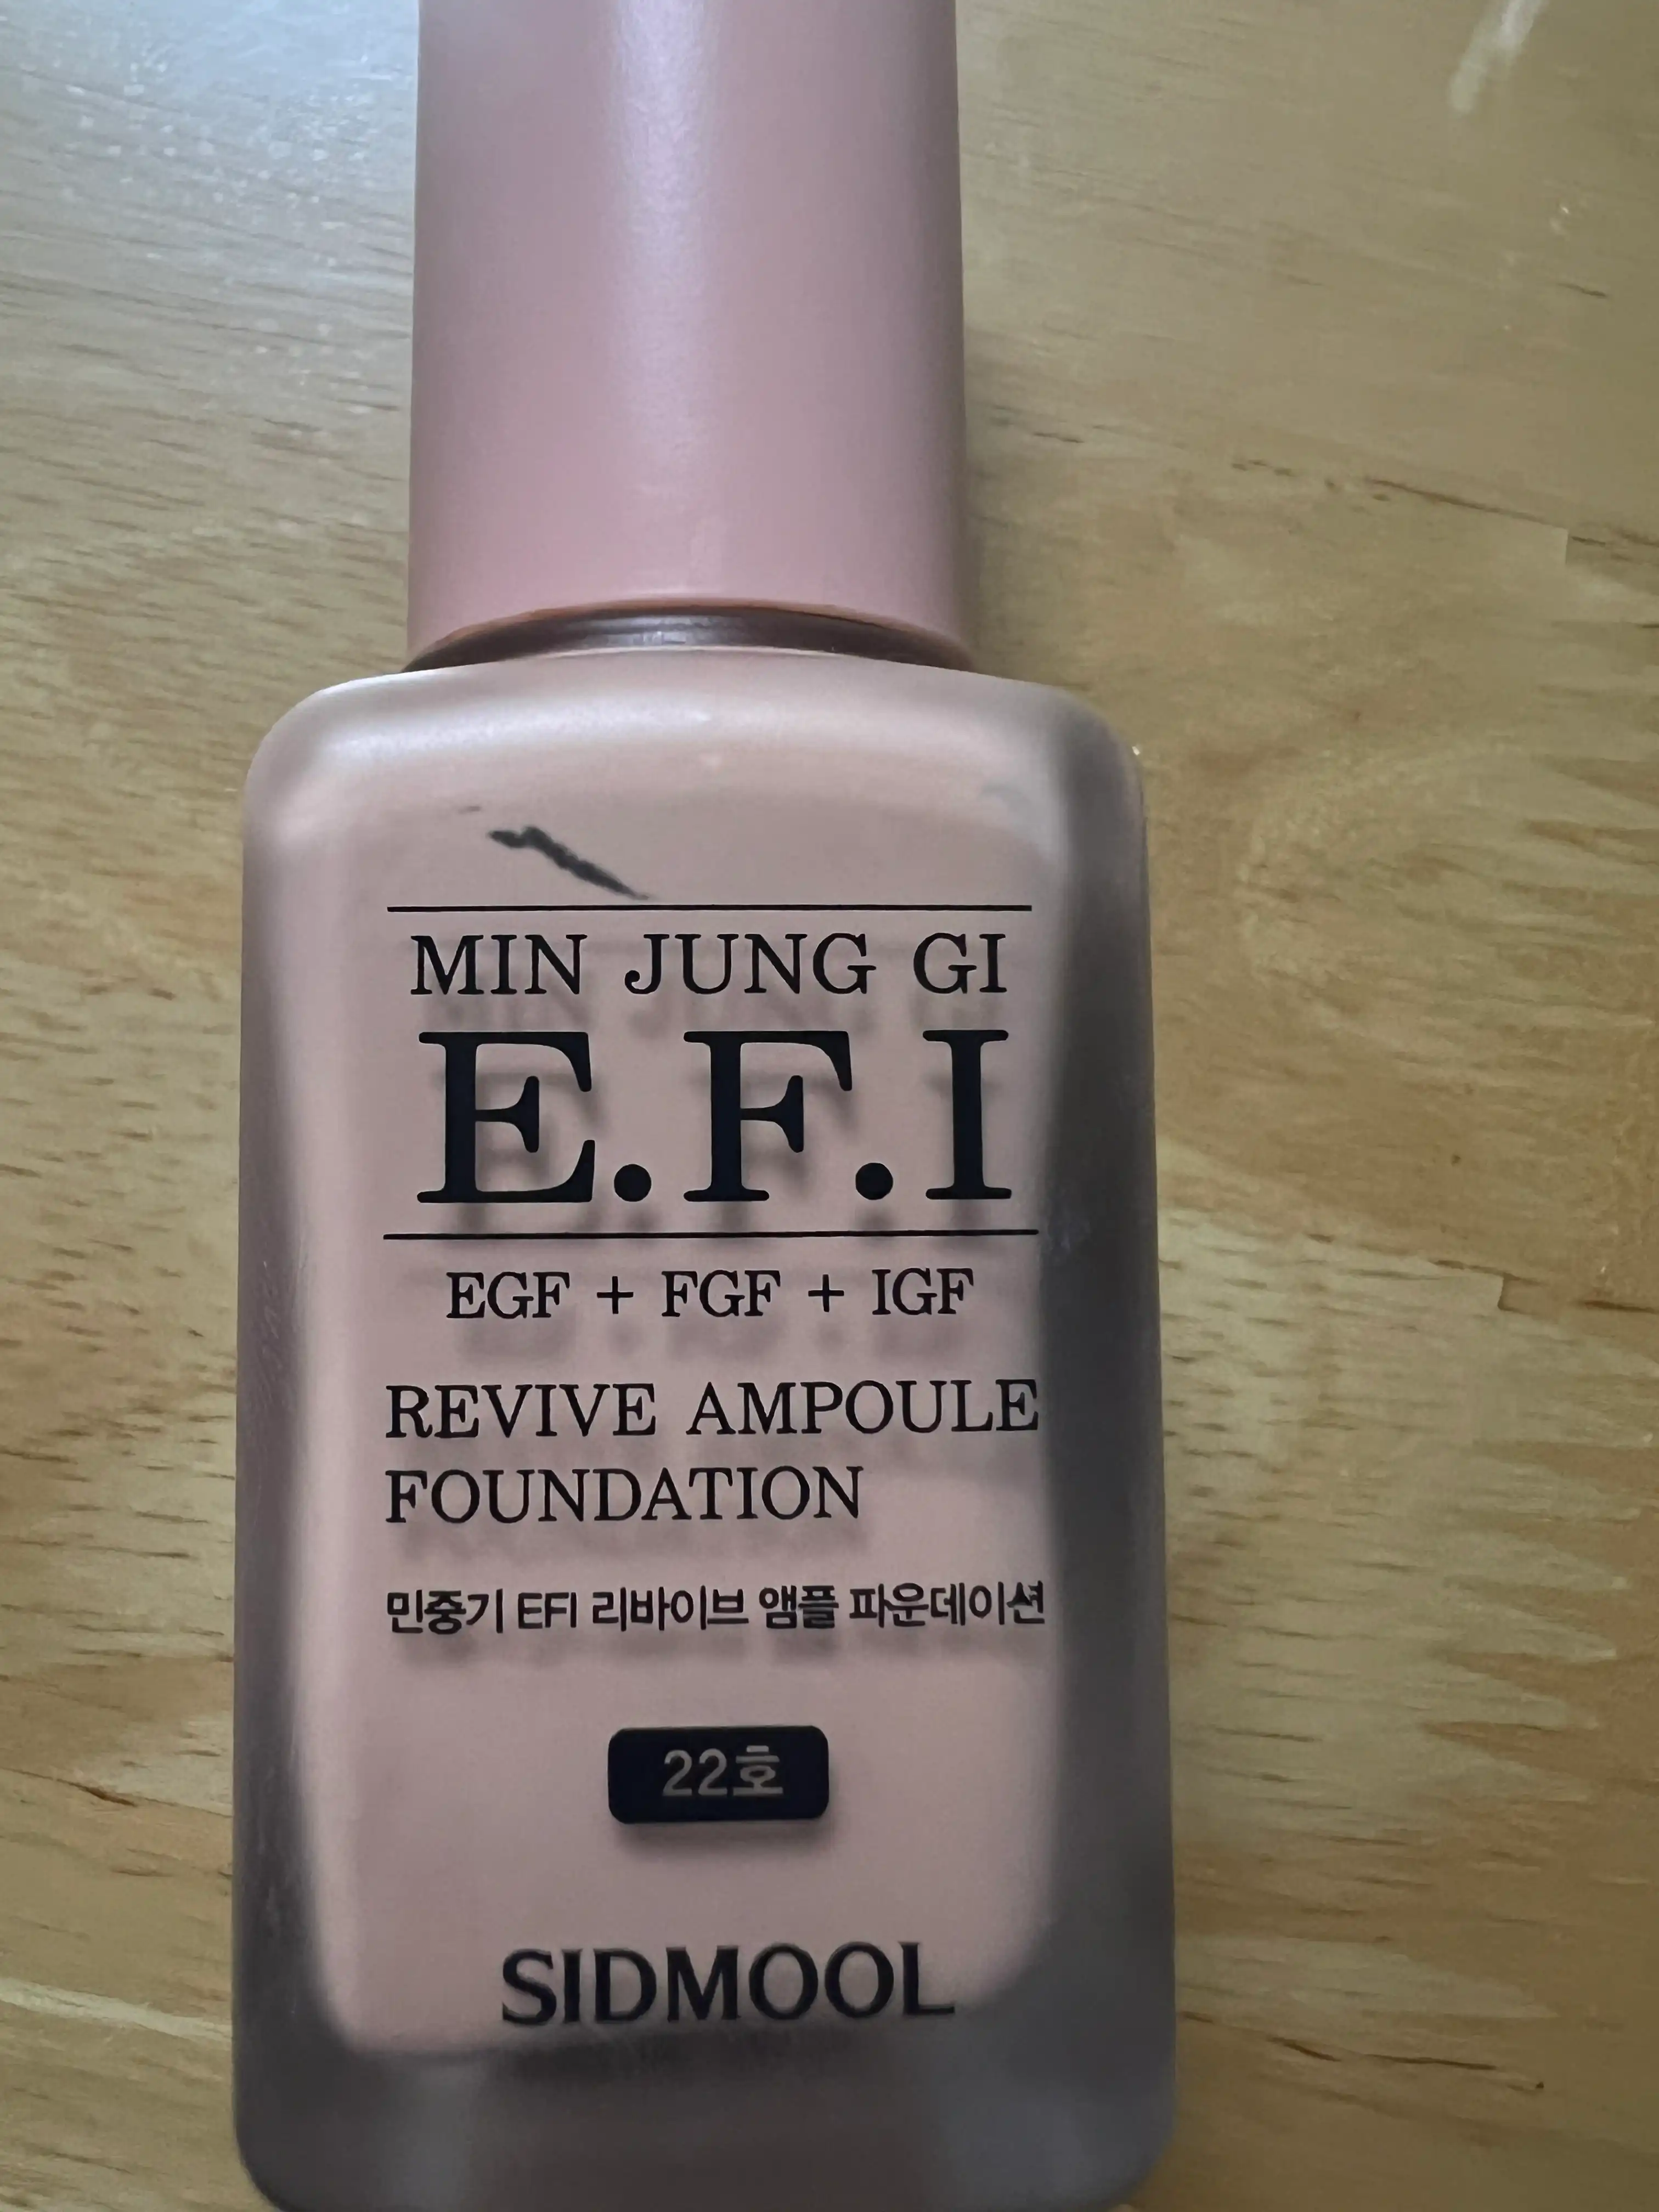 MIN JUNG GI
E.F.I
EGF + FGF + IGF
REVIVE AMPOULE
FOUNDATION
민중기 EFI 리바이브 앰플 파운데이션
22호
SIDMOOL